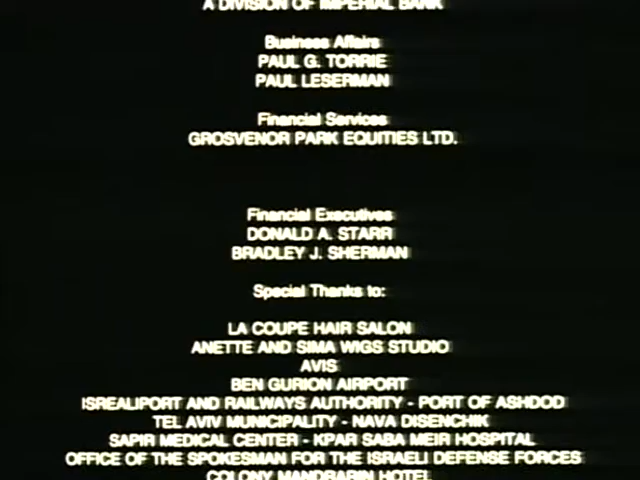 A DIVISION OF IMPERIAL BANK
Business Affairs
PAUL G. TORRIE
PAUL LESERMAN
Financial Services
GROSVENOR PARK EQUITIES LTD.
Financial Executives
DONALD A. STARR
BRADLEY J. SHERMAN
Special Thanks to:
LA COUPE HAIR SALON
ANETTE AND SIMA WIGS STUDIO
AVIS
BEN GURION AIRPORT
ISREALIPORT AND RAILWAYS AUTHORITY - PORT OF ASHDOD
TEL AVIV MUNICIPALITY - NAVA DISENCHIK
SAPIR MEDICAL CENTER - KPAR SABA MEIR HOSPITAL
OFFICE OF THE SPOKESMAN FOR THE ISRAELI DEFENSE FORCES
COLONY MANDRARIN HOTEL